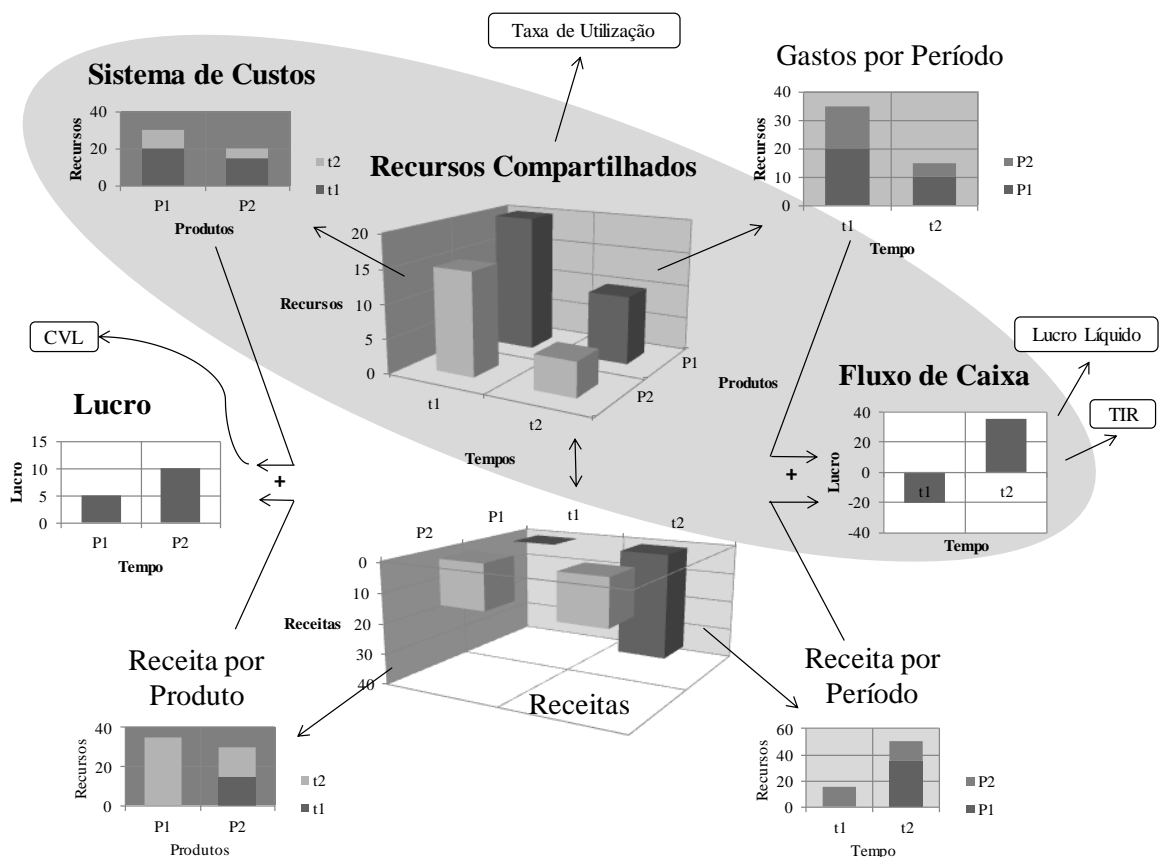 Taxa de Utilização
Sistema de Custos
40
20
0
Recursos
P1
P2
Produtos
t2
t1
Gastos por Período
40
30
20
10
0
Recursos
t1
t2
Tempo
P2
P1
Recursos Compartilhados
20
15
10
5
0
Recursos
t1
t2
P2
P1
Produtos
Tempos
CVL
Lucro
15
10
5
0
Lucro
P1
P2
Tempo
+
Lucro Líquido
Fluxo de Caixa
TIR
40
20
0
-20
-40
Lucro
t1
t2
Tempo
+
P2
P1
t1
t2
0
10
20
30
40
Receitas
Receitas
Receita por
Produto
40
20
0
Recursos
P1
P2
Produtos
t2
t1
Receita por
Período
60
40
20
0
Recursos
t1
t2
Tempo
P2
P1